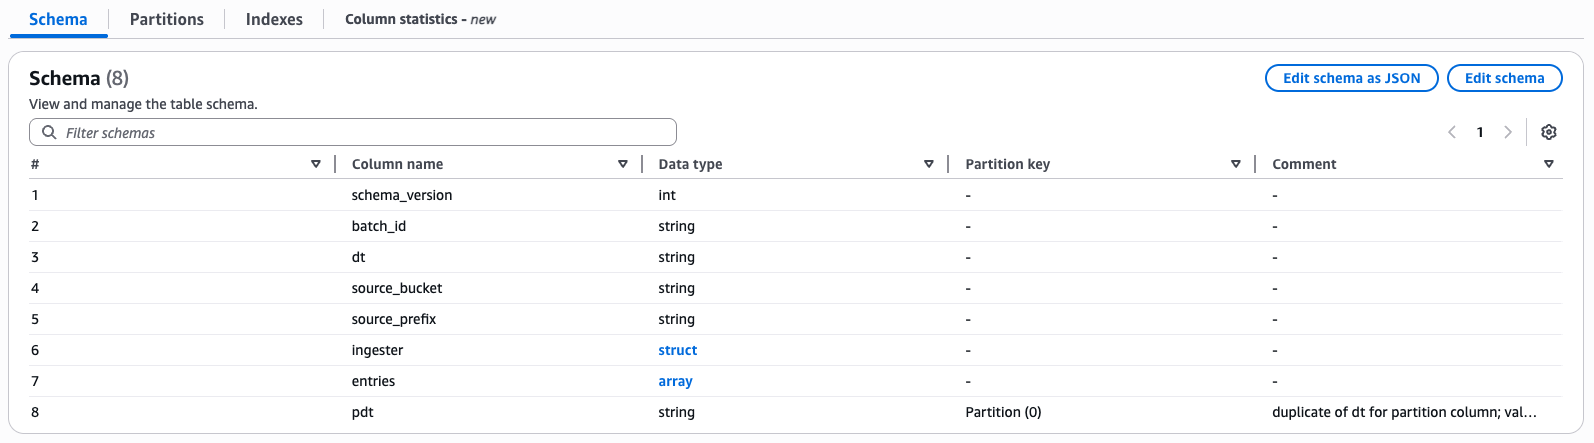 Schema Partitions Indexes Column statistics - new
Schema (8) Edit schema as JSON Edit schema
View and manage the table schema.
Filter schemas 1
# Column name Data type Partition key Comment
1 schema_version int - -
2 batch_id string - -
3 dt string - -
4 source_bucket string - -
5 source_prefix string - -
6 ingester struct - -
7 entries array - -
8 pdt string Partition (0) duplicate of dt for partition column; val...